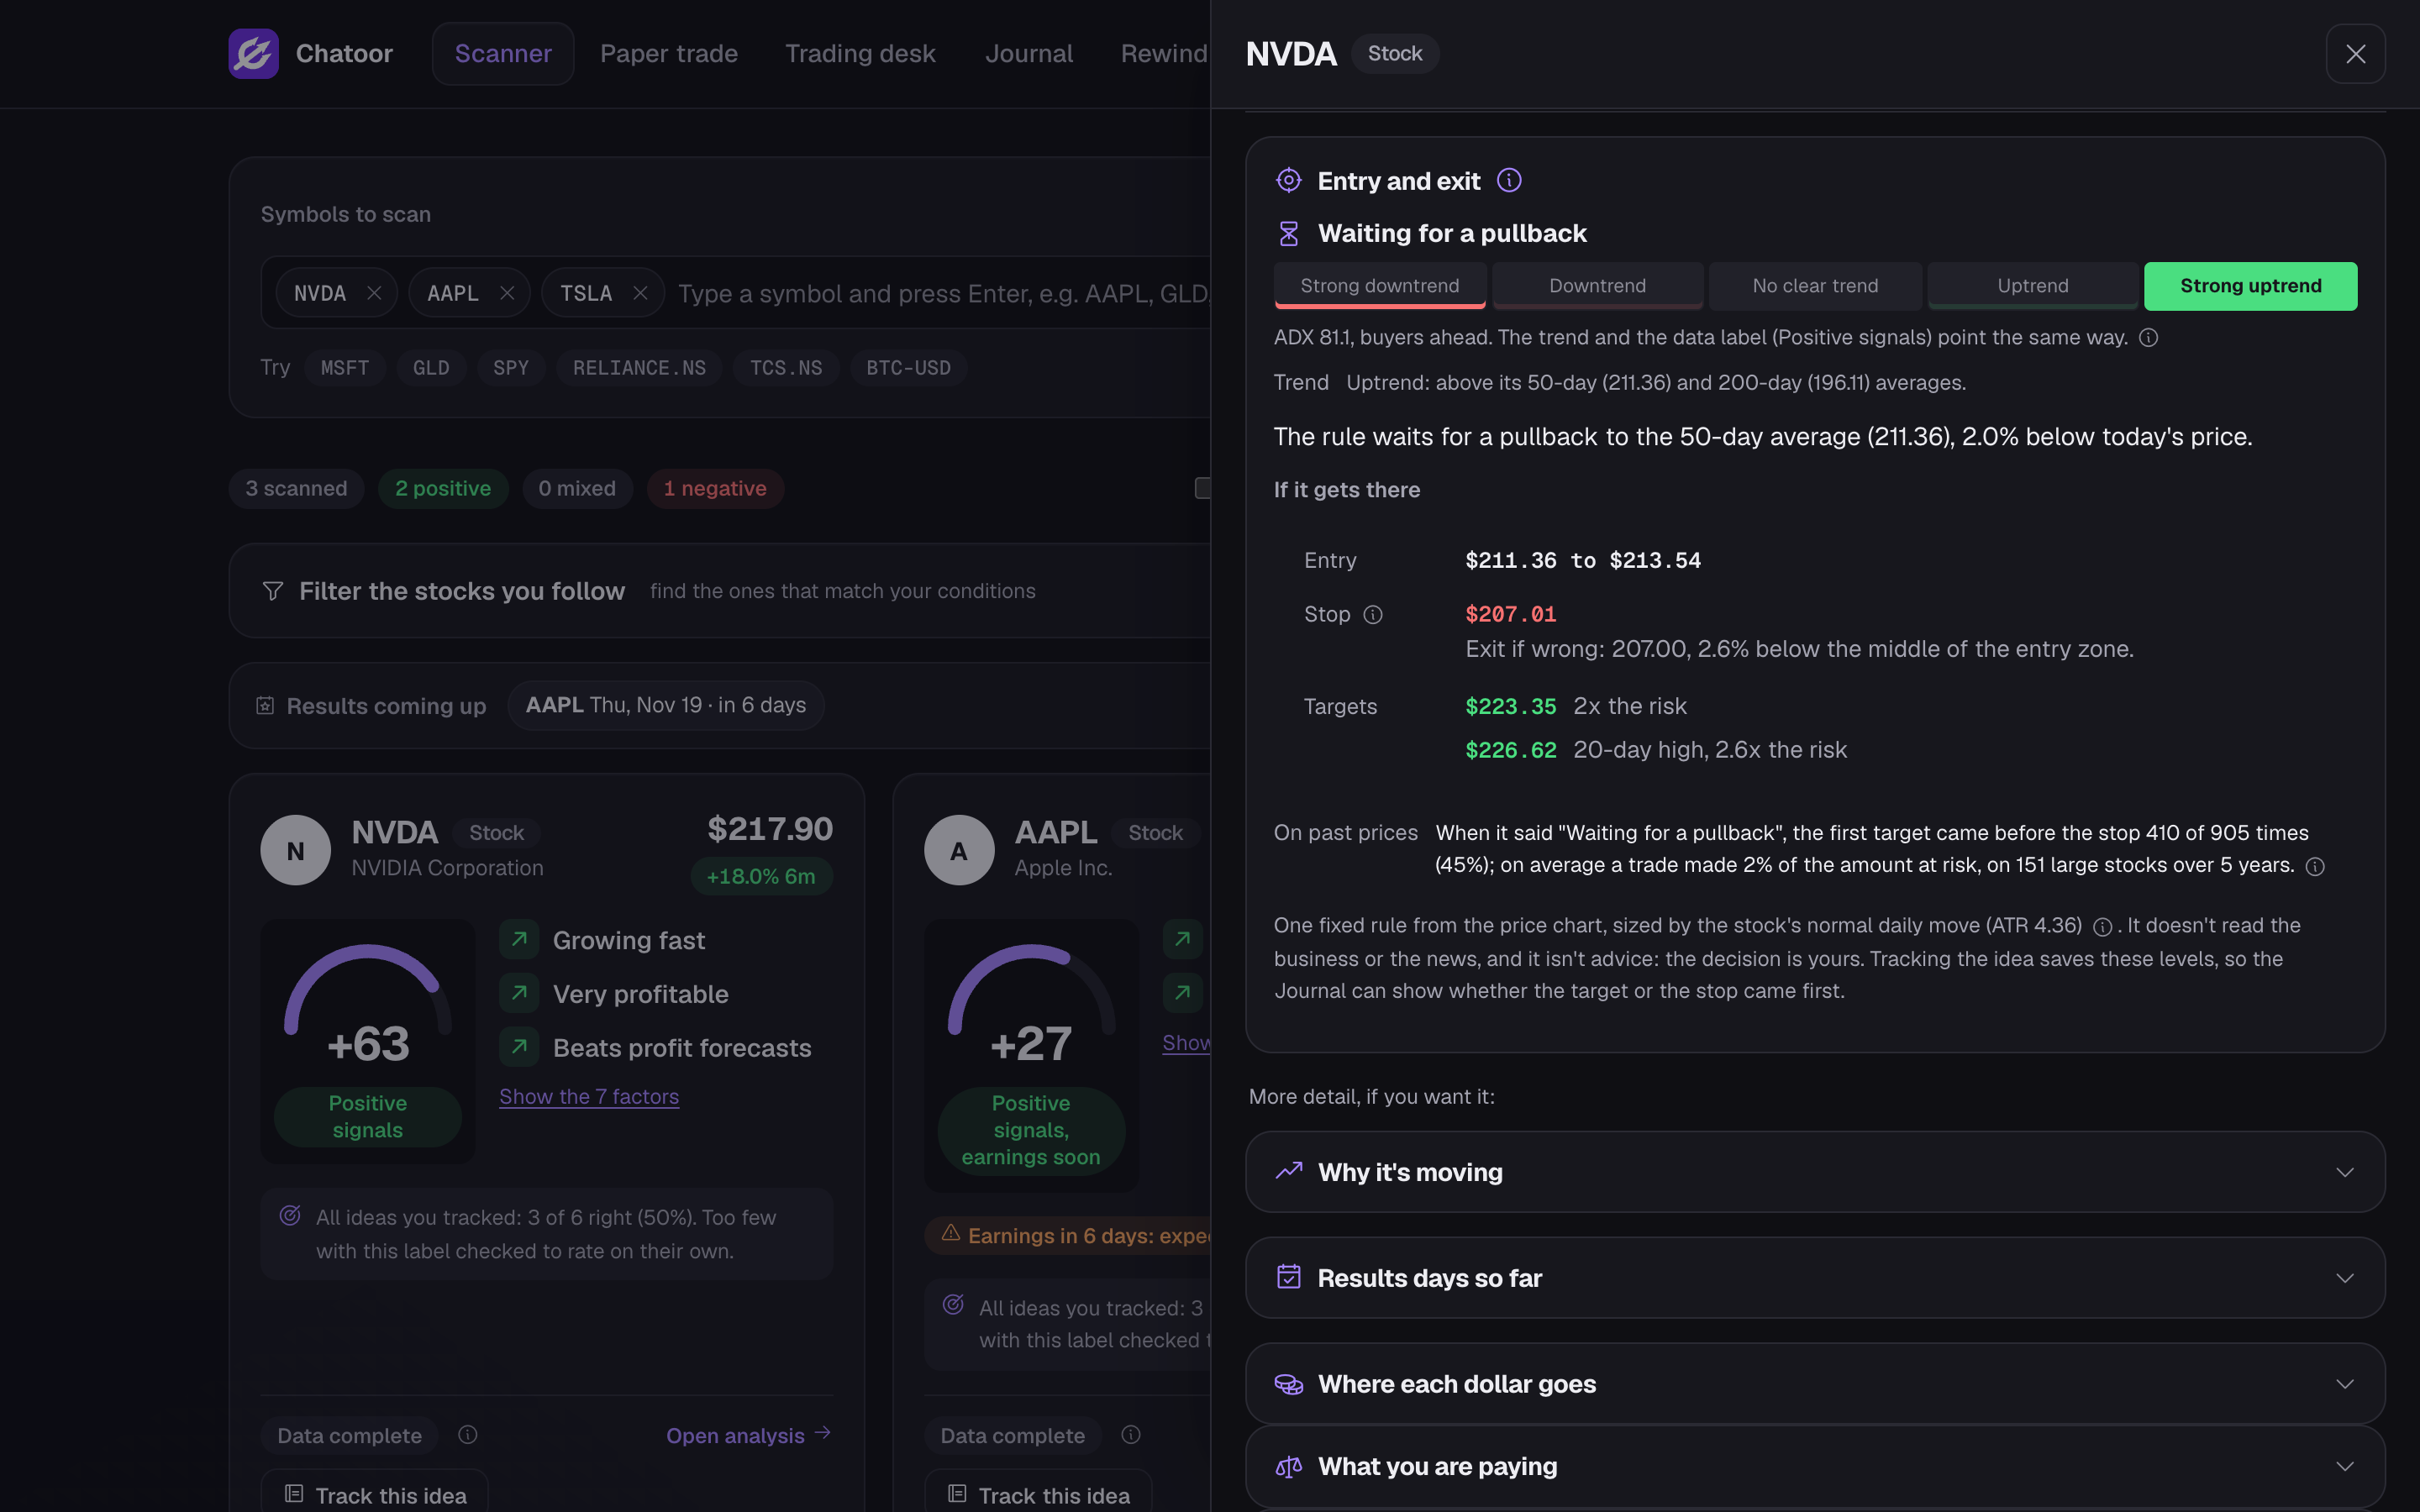 Chatoor
Scanner
Paper trade
Trading desk
Journal
Rewind
Symbols to scan
NVDA
AAPL
TSLA
Type a symbol and press Enter, e.g. AAPL, GLD,
Try
MSFT
GLD
SPY
RELIANCE.NS
TCS.NS
BTC-USD
3 scanned
2 positive
0 mixed
1 negative
Filter the stocks you follow
find the ones that match your conditions
Results coming up
AAPL Thu, Nov 19 · in 6 days
N
NVDA
Stock
NVIDIA Corporation
$217.90
+18.0% 6m
+63
Positive
signals
Growing fast
Very profitable
Beats profit forecasts
Show the 7 factors
All ideas you tracked: 3 of 6 right (50%). Too few
with this label checked to rate on their own.
Data complete
Open analysis
Track this idea
A
AAPL
Stock
Apple Inc.
+27
Positive
signals,
earnings soon
Show
Earnings in 6 days:
All ideas you tracked: 3
with this label checked
Data complete
Track this idea
NVDA
Stock
Entry and exit
Waiting for a pullback
Strong downtrend
Downtrend
No clear trend
Uptrend
Strong uptrend
ADX 81.1, buyers ahead. The trend and the data label (Positive signals) point the same way.
Trend Uptrend: above its 50-day (211.36) and 200-day (196.11) averages.
The rule waits for a pullback to the 50-day average (211.36), 2.0% below today's price.
If it gets there
Entry
$211.36 to $213.54
Stop
$207.01
Exit if wrong: 207.00, 2.6% below the middle of the entry zone.
Targets
$223.35 2x the risk
$226.62 20-day high, 2.6x the risk
On past prices
When it said "Waiting for a pullback", the first target came before the stop 410 of 905 times
(45%); on average a trade made 2% of the amount at risk, on 151 large stocks over 5 years.
One fixed rule from the price chart, sized by the stock's normal daily move (ATR 4.36) . It doesn't read the
business or the news, and it isn't advice: the decision is yours. Tracking the idea saves these levels, so the
Journal can show whether the target or the stop came first.
More detail, if you want it:
Why it's moving
Results days so far
Where each dollar goes
What you are paying